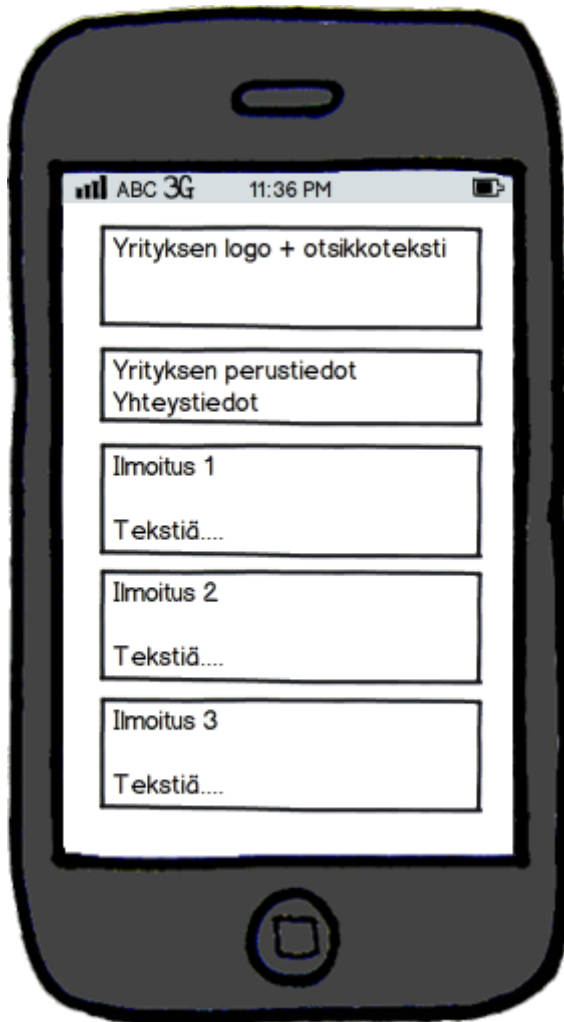 ABC 3G 11:36 PM
Yrityksen logo + otsikkoteksti
Yrityksen perustiedot
Yhteystiedot
Ilmoitus 1
Tekstiä....
Ilmoitus 2
Tekstiä....
Ilmoitus 3
Tekstiä....